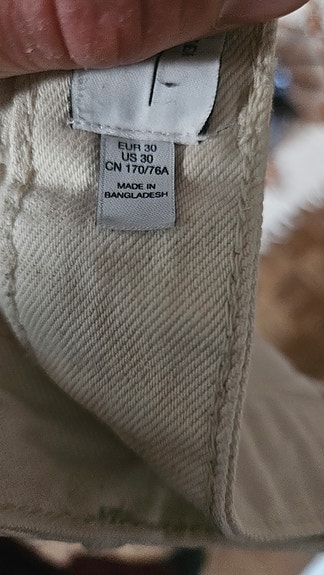 EUR 30
US 30
CN 170/76A
MADE IN
BANGLADESH